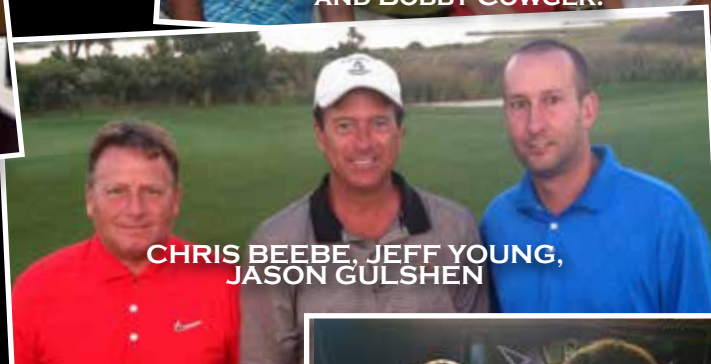 AND BOBBY COWGER.
CHRIS BEEBE, JEFF YOUNG,
JASON GULSHEN